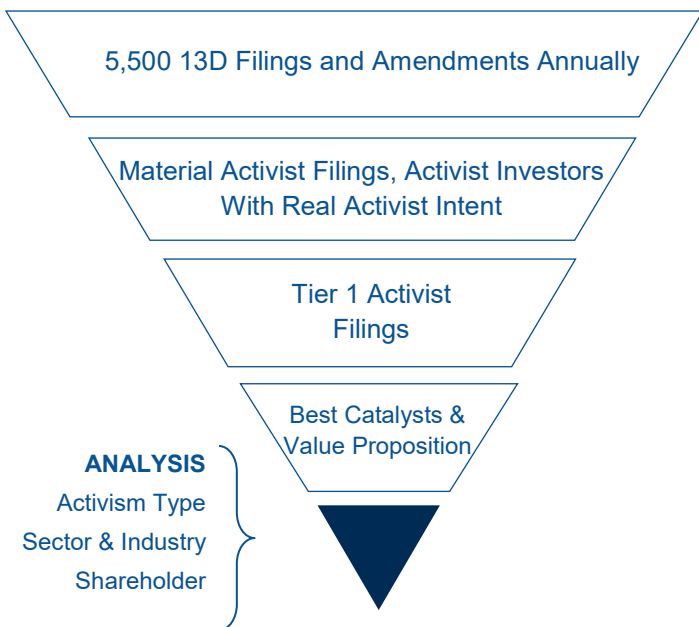 5,500 13D Filings and Amendments Annually
Material Activist Filings, Activist Investors
With Real Activist Intent
Tier 1 Activist
Filings
Best Catalysts &
Value Proposition
ANALYSIS
Activism Type
Sector & Industry
Shareholder